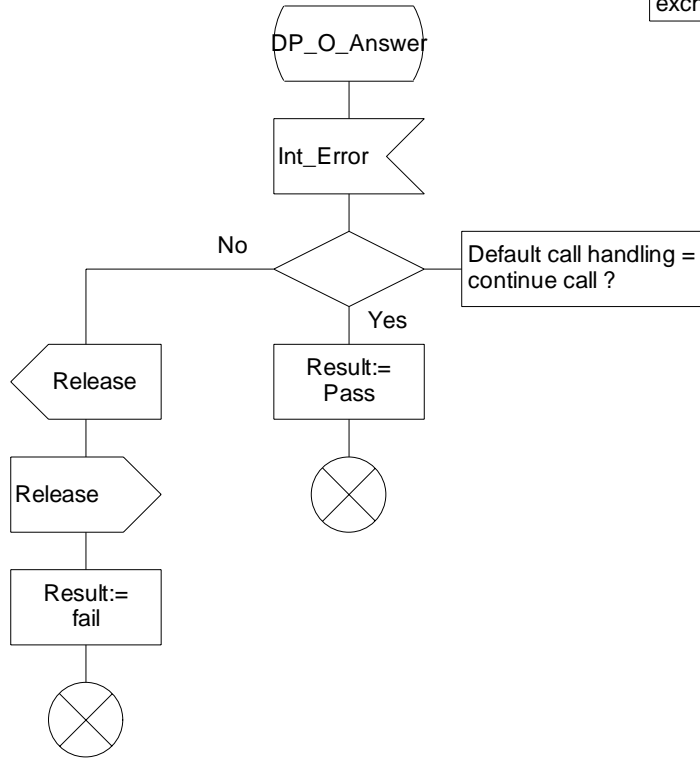 DP_O_Answer
Int_Error
No
Default call handling =
continue call ?
Yes
Release
Result:=
Pass
Release
Result:=
fail